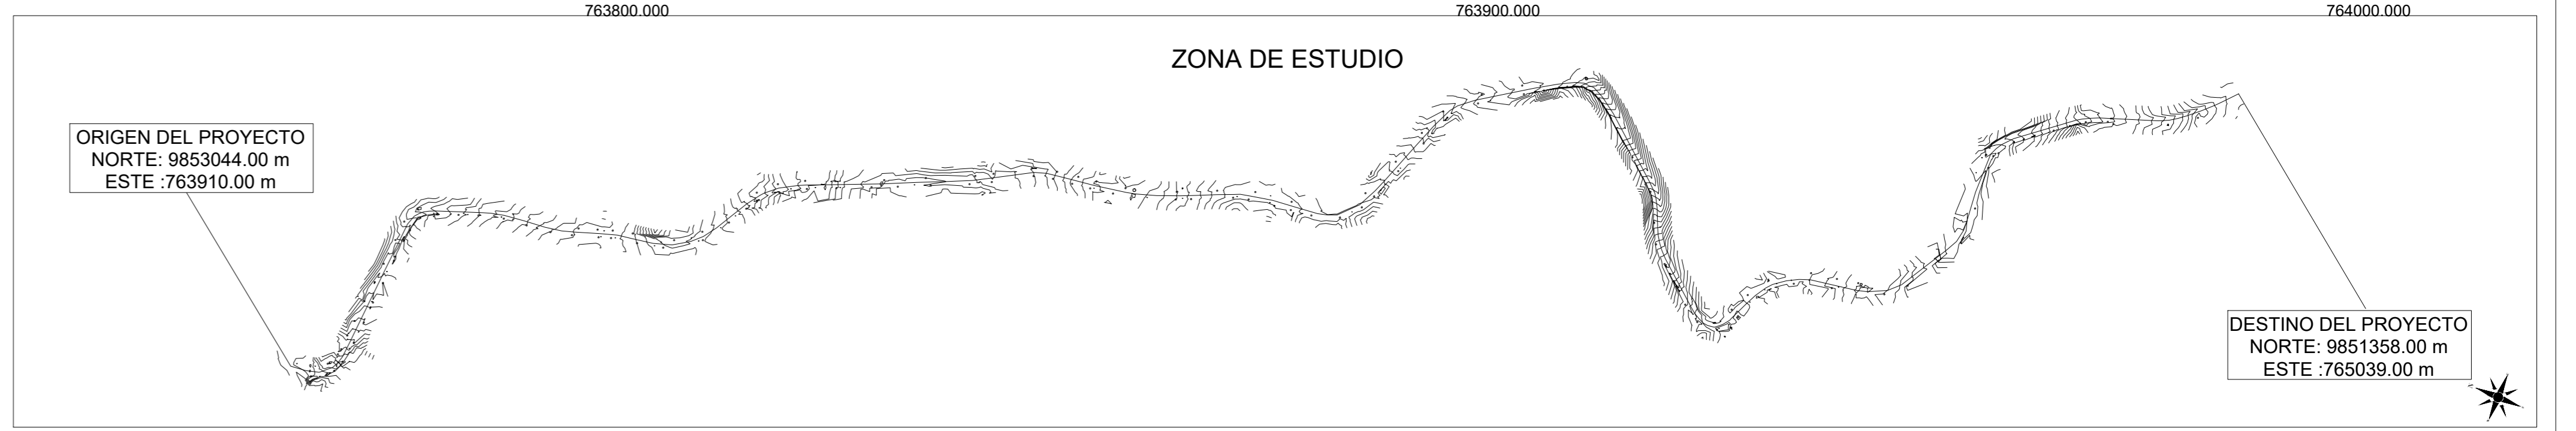 763800.000
763900.000
764000.000
ZONA DE ESTUDIO
ORIGEN DEL PROYECTO
NORTE: 9853044.00 m
ESTE :763910.00 m
DESTINO DEL PROYECTO
NORTE: 9851358.00 m
ESTE :765039.00 m